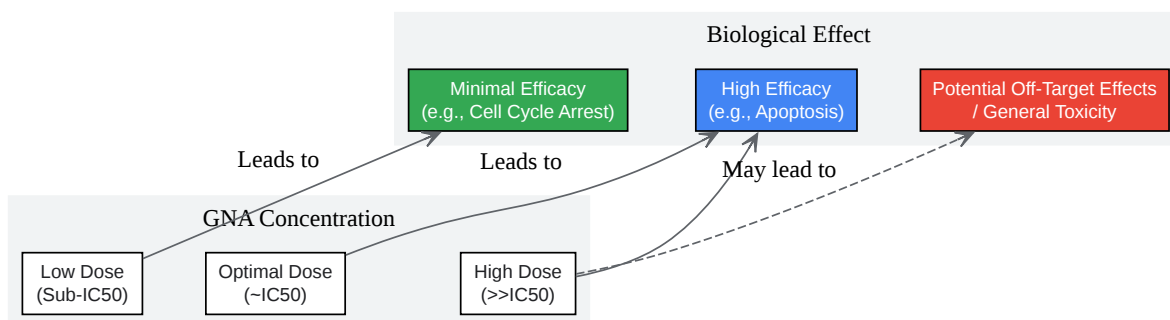 Biological Effect
Minimal Efficacy
(e.g., Cell Cycle Arrest)
High Efficacy
(e.g., Apoptosis)
Potential Off-Target Effects
/ General Toxicity
Leads to
Leads to
May lead to
GNA Concentration
Low Dose
(Sub-IC50)
Optimal Dose
(~IC50)
High Dose
(>>IC50)